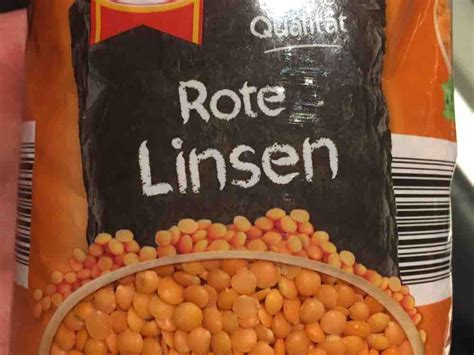 Qualität
Rote
Linsen